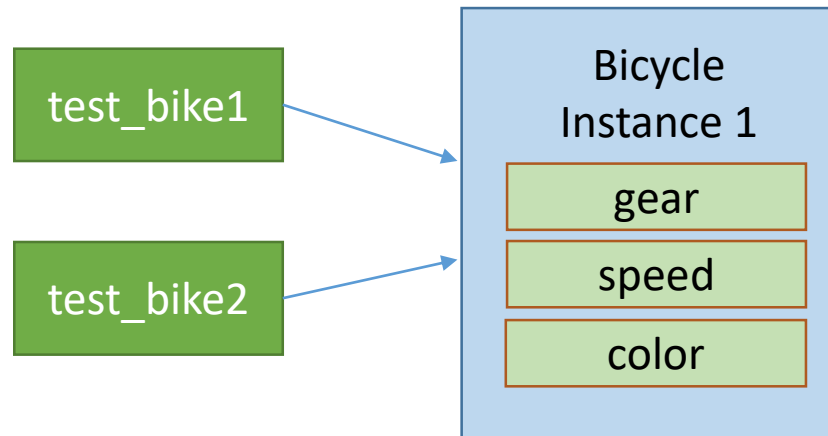 test_bike1
test_bike2
Bicycle
Instance 1
gear
speed
color